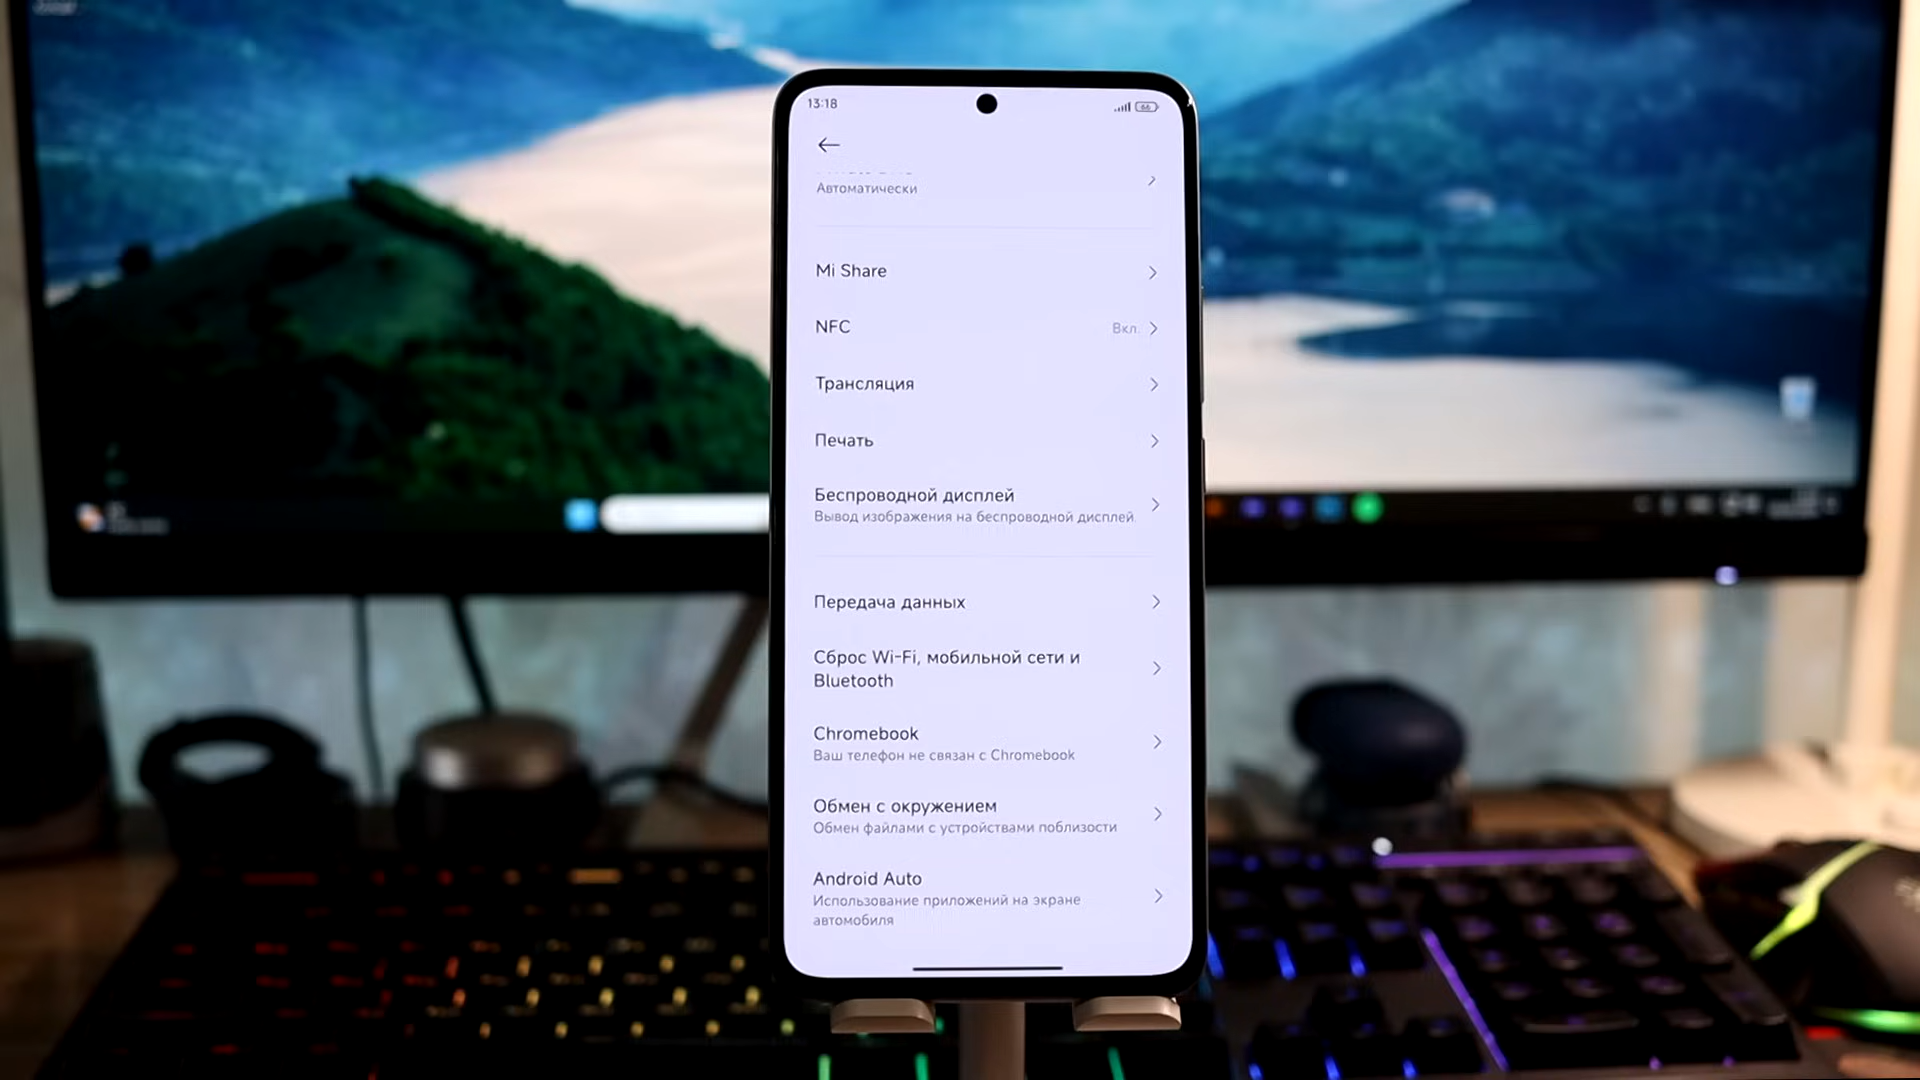 13:18
66
Автоматически
Mi Share
NFC
Вкл.
Трансляция
Печать
Беспроводной дисплей
Вывод изображения на беспроводной дисплей
Передача данных
Сброс Wi-Fi, мобильной сети и
Bluetooth
Chromebook
Ваш телефон не связан с Chromebook
Обмен с окружением
Обмен файлами с устройствами поблизости
Android Auto
Использование приложений на экране
автомобиля